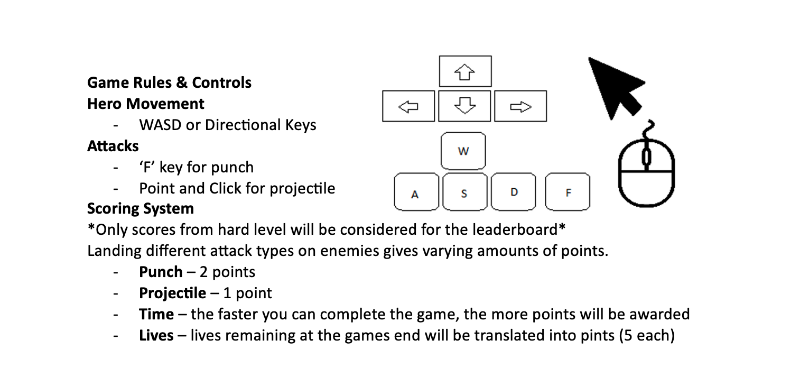 Game Rules & Controls
Hero Movement
- WASD or Directional Keys
Attacks
- ‘F’ key for punch
- Point and Click for projectile
W
A S D F
Scoring System
*Only scores from hard level will be considered for the leaderboard*
Landing different attack types on enemies gives varying amounts of points.
- Punch – 2 points
- Projectile – 1 point
- Time – the faster you can complete the game, the more points will be awarded
- Lives – lives remaining at the games end will be translated into pints (5 each)